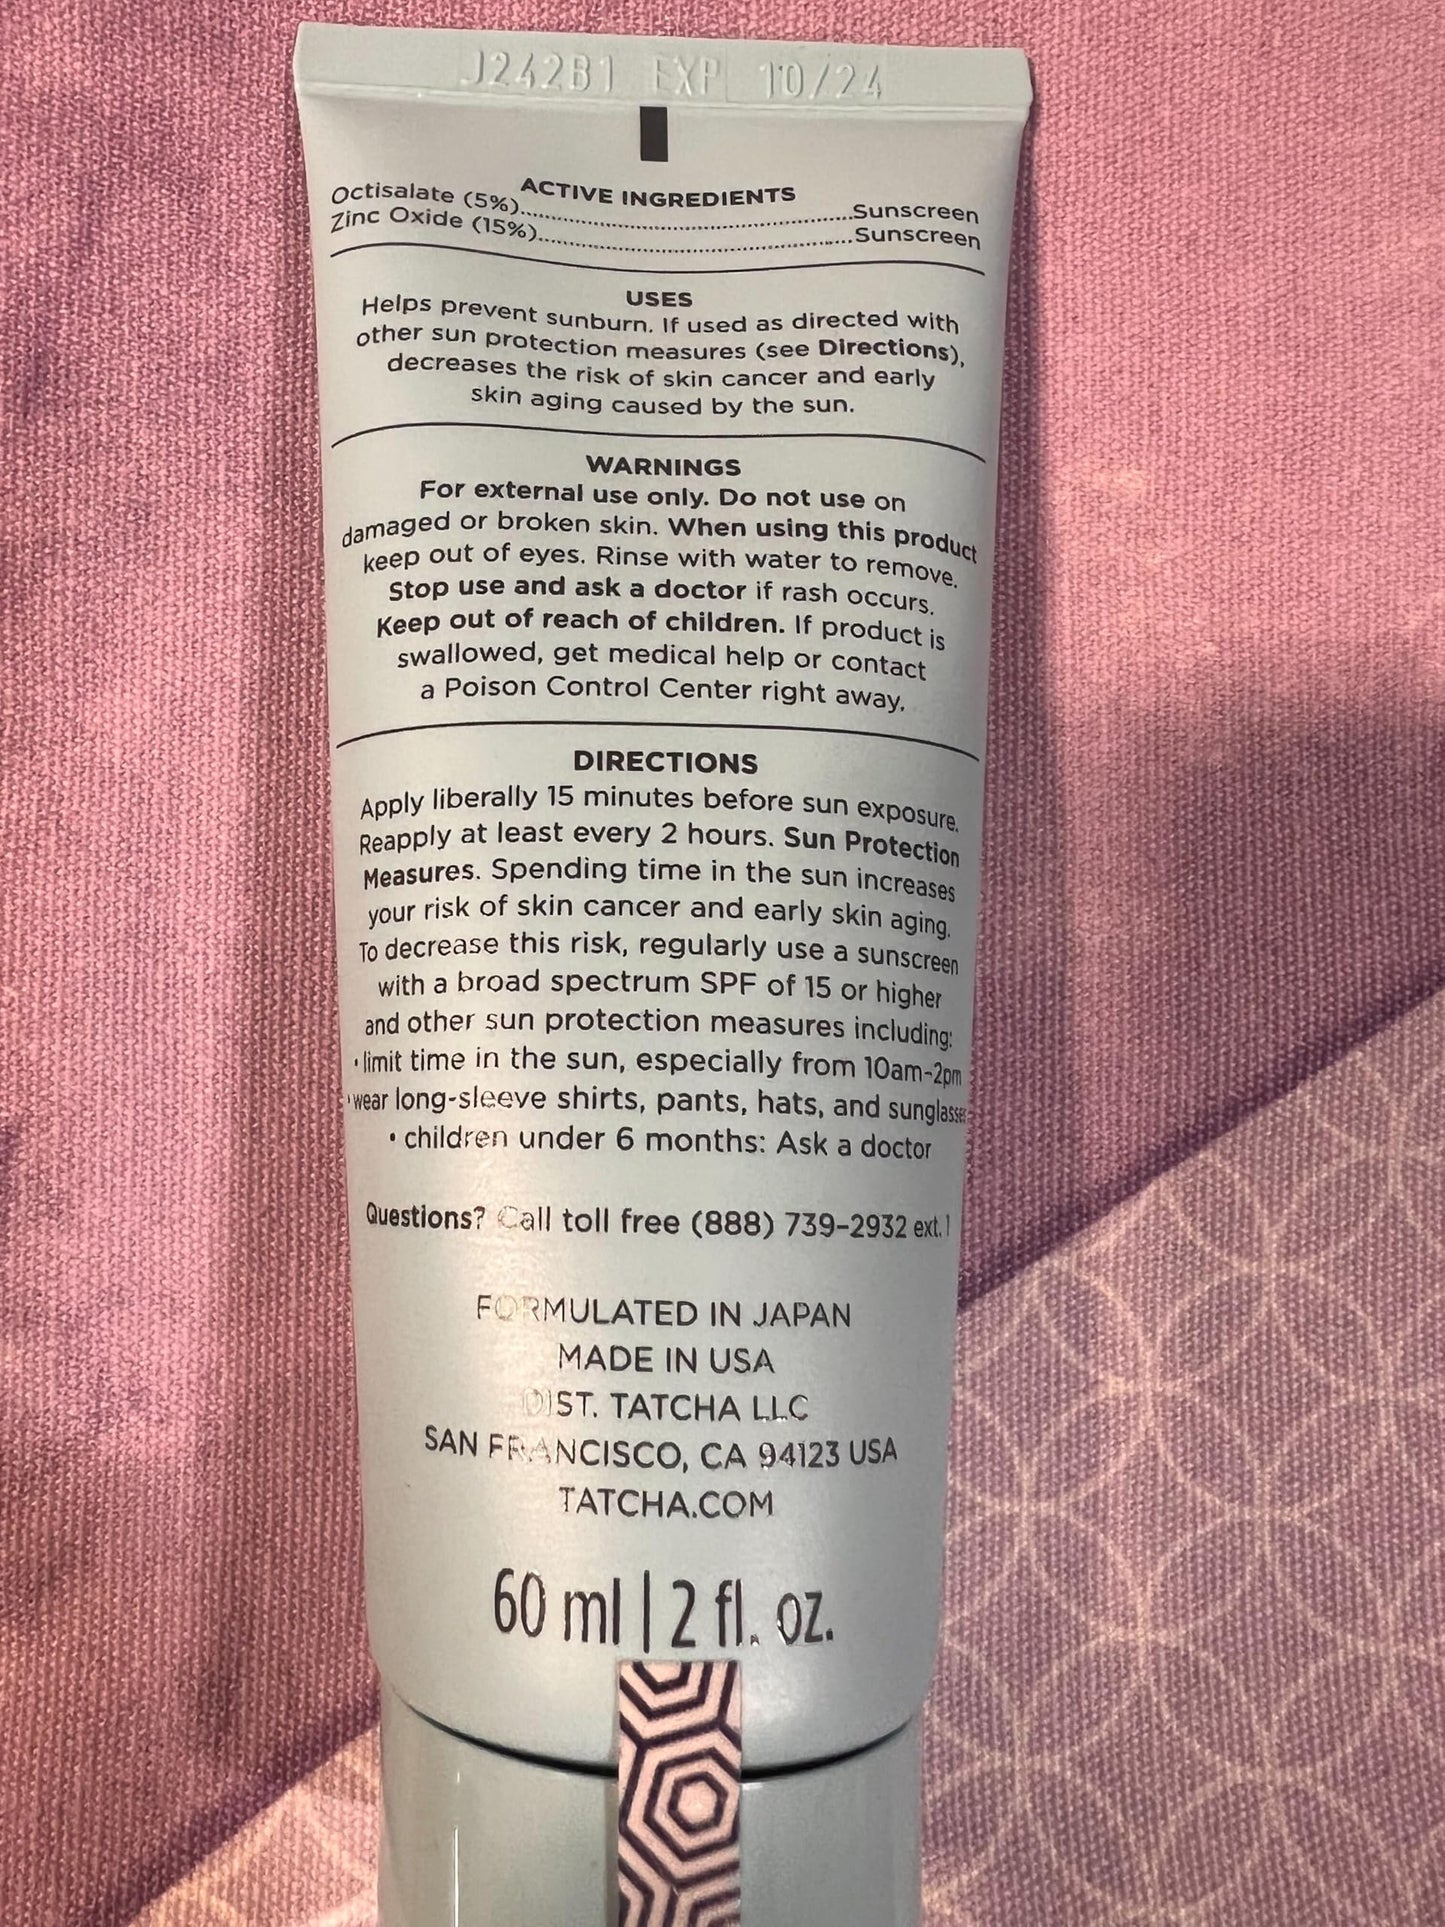 J242B1 EXP 10/24
ACTIVE INGREDIENTS
Octisalate (5%)..........Sunscreen
Zinc Oxide (15%)..........Sunscreen
USES
Helps prevent sunburn. If used as directed with
other sun protection measures (see Directions),
decreases the risk of skin cancer and early
skin aging caused by the sun.
WARNINGS
For external use only. Do not use on
damaged or broken skin. When using this product
keep out of eyes. Rinse with water to remove.
Stop use and ask a doctor if rash occurs.
Keep out of reach of children. If product is
swallowed, get medical help or contact
a Poison Control Center right away.
DIRECTIONS
Apply liberally 15 minutes before sun exposure.
Reapply at least every 2 hours. Sun Protection
Measures. Spending time in the sun increases
your risk of skin cancer and early skin aging.
To decrease this risk, regularly use a sunscreen
with a broad spectrum SPF of 15 or higher
and other sun protection measures including:
• limit time in the sun, especially from 10am-2pm
• wear long-sleeve shirts, pants, hats, and sunglasses
• children under 6 months: Ask a doctor
Questions? Call toll free (888) 739-2932 ext. 1
FORMULATED IN JAPAN
MADE IN USA
DIST. TATCHA LLC
SAN FRANCISCO, CA 94123 USA
TATCHA.COM
60 ml | 2 fl. oz.